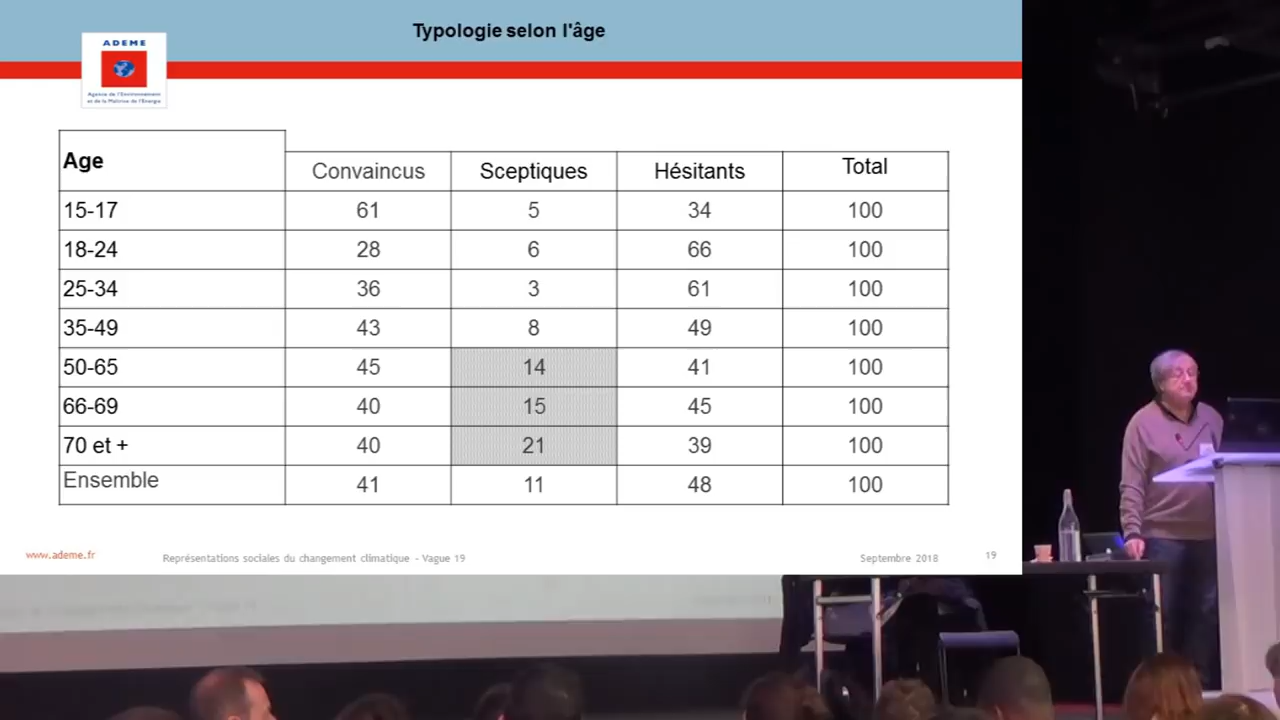 Typologie selon l'âge
ADEME
Agence de l'Environnement
et de la Maîtrise de l'Energie
Age Convaincus Sceptiques Hésitants Total
15-17 61 5 34 100
18-24 28 6 66 100
25-34 36 3 61 100
35-49 43 8 49 100
50-65 45 14 41 100
66-69 40 15 45 100
70 et + 40 21 39 100
Ensemble 41 11 48 100
www.ademe.fr Représentations sociales du changement climatique - Vague 19 Septembre 2018 19